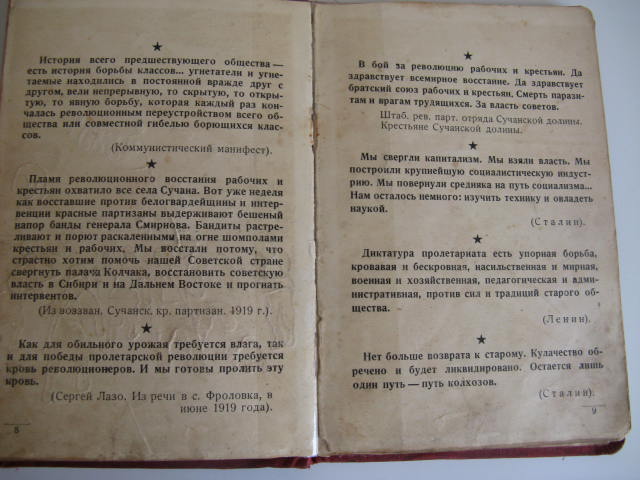 ★
История всего предшествующего общества —
есть история борьбы классов... угнетатели и угне-
таемые находились в постоянной вражде друг с
другом, вели непрерывную, то скрытую, то откры-
тую, то явную борьбу, которая каждый раз кон-
чалась революционным переустройством всего об-
щества или совместной гибелью борющихся клас-
сов.
(Коммунистический манифест).
★
Пламя революционного восстания рабочих и
крестьян охватило все села Сучана. Вот уже неделя
как восставшие против белогвардейщины и интер-
венции красные партизаны выдерживают бешеный
напор банды генерала Смирнова. Бандиты растре-
ливают и порют раскаленными на огне шомполами
крестьян и рабочих. Мы восстали потому, что
страстно хотим помочь нашей Советской стране
свергнуть палача Колчака, восстановить советскую
власть в Сибири и на Дальнем Востоке и прогнать
интервентов.
(Из воззван. Сучанск. кр. партизан. 1919 г.).
★
Как для обильного урожая требуется влага, так
и для победы пролетарской революции требуется
кровь революционеров. И мы готовы пролить эту
кровь.
(Сергей Лазо. Из речи в с. Фроловка, в
июне 1919 года).
8
★
В бой за революцию рабочих и крестьян. Да
здравствует всемирное восстание. Да здравствует
братский союз рабочих и крестьян. Смерть парази-
там и врагам трудящихся. За власть советов.
Штаб. рев. парт. отряда Сучанской долины.
Крестьяне Сучанской долины.
★
Мы свергли капитализм. Мы взяли власть. Мы
построили крупнейшую социалистическую индуст-
рию. Мы повернули средняка на путь социализма...
Нам осталось немного: изучить технику и овладеть
наукой.
(Сталин).
★
Диктатура пролетариата есть упорная борьба,
кровавая и бескровная, насильственная и мирная,
военная и хозяйственная, педагогическая и адми-
нистративная, против сил и традиций старого об-
щества.
(Ленин).
★
Нет больше возврата к старому. Кулачество об-
речено и будет ликвидировано. Остается лишь
один путь — путь колхозов.
(Сталин).
9